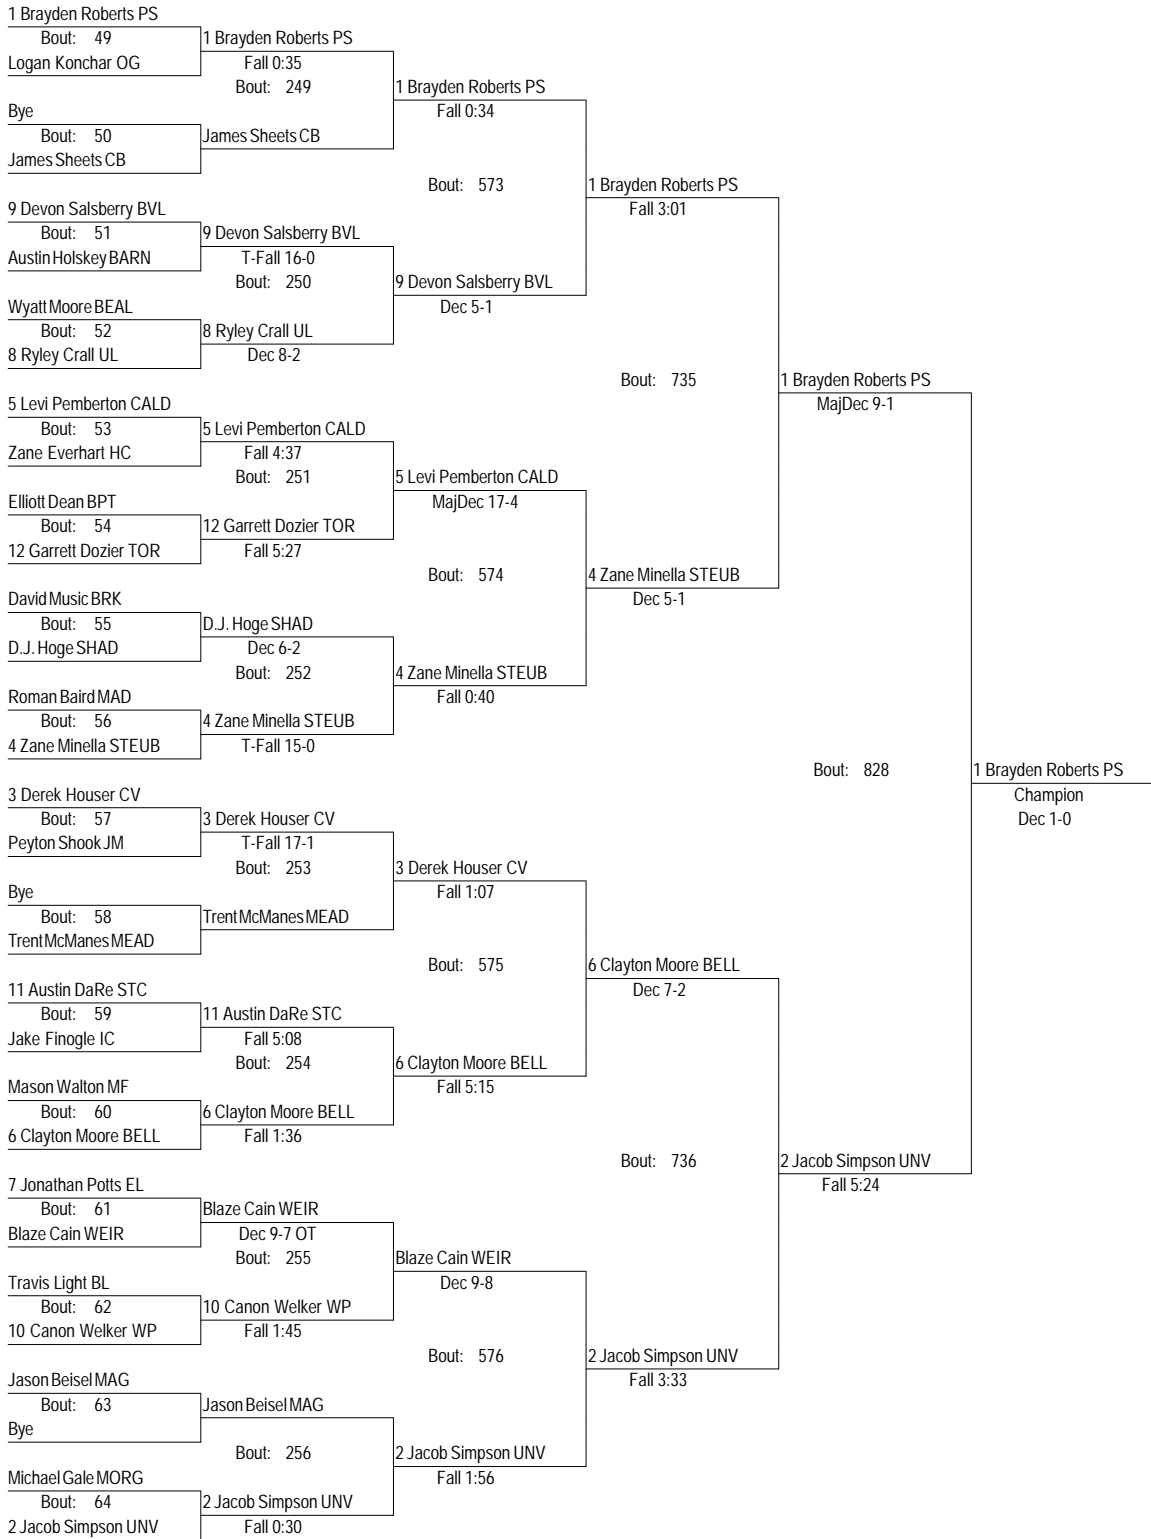 1 Brayden Roberts PS
Bout: 49
Logan Konchar OG
1 Brayden Roberts PS
Fall 0:35
Bout: 249
Bye
Bout: 50
James Sheets CB
James Sheets CB
1 Brayden Roberts PS
Fall 0:34
Bout: 573
9 Devon Salsberry BVL
Bout: 51
Austin Holskey BARN
9 Devon Salsberry BVL
T-Fall 16-0
Bout: 250
Wyatt Moore BEAL
Bout: 52
8 Ryley Crall UL
8 Ryley Crall UL
Dec 8-2
9 Devon Salsberry BVL
Dec 5-1
1 Brayden Roberts PS
Fall 3:01
Bout: 735
5 Levi Pemberton CALD
Bout: 53
Zane Everhart HC
5 Levi Pemberton CALD
Fall 4:37
Bout: 251
Elliott Dean BPT
Bout: 54
12 Garrett Dozier TOR
12 Garrett Dozier TOR
Fall 5:27
5 Levi Pemberton CALD
MajDec 17-4
Bout: 574
David Music BRK
Bout: 55
D.J. Hoge SHAD
D.J. Hoge SHAD
Dec 6-2
Bout: 252
Roman Baird MAD
Bout: 56
4 Zane Minella STEUB
4 Zane Minella STEUB
T-Fall 15-0
4 Zane Minella STEUB
Fall 0:40
4 Zane Minella STEUB
Dec 5-1
1 Brayden Roberts PS
MajDec 9-1
Bout: 828
3 Derek Houser CV
Bout: 57
Peyton Shook JM
3 Derek Houser CV
T-Fall 17-1
Bout: 253
Bye
Bout: 58
Trent McManes MEAD
Trent McManes MEAD
3 Derek Houser CV
Fall 1:07
Bout: 575
11 Austin DaRe STC
Bout: 59
Jake Finogle IC
11 Austin DaRe STC
Fall 5:08
Bout: 254
Mason Walton MF
Bout: 60
6 Clayton Moore BELL
6 Clayton Moore BELL
Fall 1:36
6 Clayton Moore BELL
Fall 5:15
6 Clayton Moore BELL
Dec 7-2
Bout: 736
7 Jonathan Potts EL
Bout: 61
Blaze Cain WEIR
Blaze Cain WEIR
Dec 9-7 OT
Bout: 255
Travis Light BL
Bout: 62
10 Canon Welker WP
10 Canon Welker WP
Fall 1:45
Blaze Cain WEIR
Dec 9-8
Bout: 576
Jason Beisel MAG
Bout: 63
Bye
Jason Beisel MAG
Bout: 256
Michael Gale MORG
Bout: 64
2 Jacob Simpson UNV
2 Jacob Simpson UNV
Fall 0:30
2 Jacob Simpson UNV
Fall 1:56
2 Jacob Simpson UNV
Fall 3:33
2 Jacob Simpson UNV
Fall 5:24
1 Brayden Roberts PS
Champion
Dec 1-0